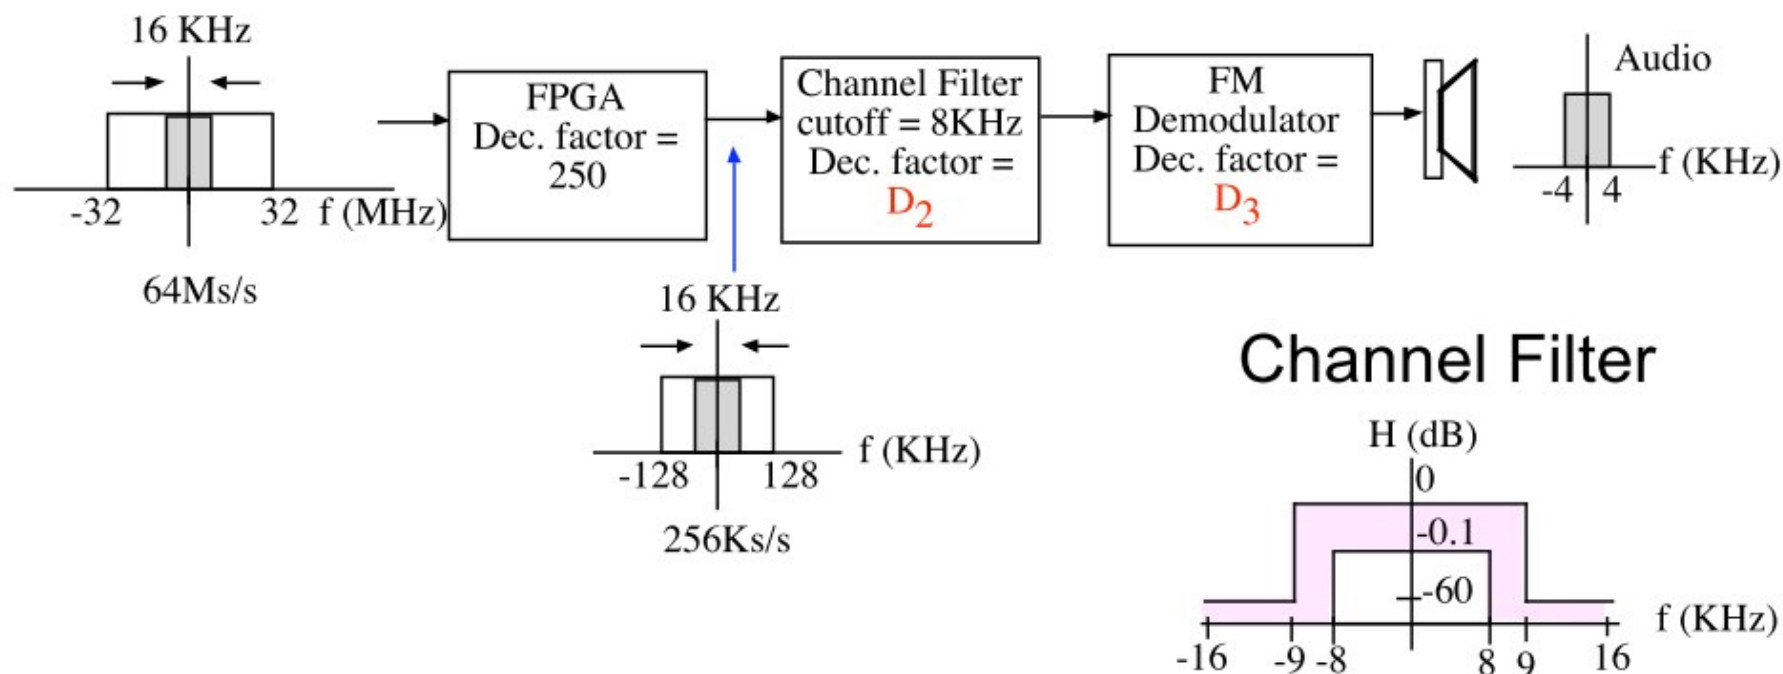 16 KHz
-32
32 f (MHz)
64Ms/s
FPGA
Dec. factor =
250
16 KHz
-128
128
f (KHz)
256Ks/s
Channel Filter
cutoff = 8KHz
Dec. factor =
D2
FM
Demodulator
Dec. factor =
D3
Audio
f (KHz)
-4 4
Channel Filter
H (dB)
0
-0.1
-60
f (KHz)
-16 -9 -8 8 9 16